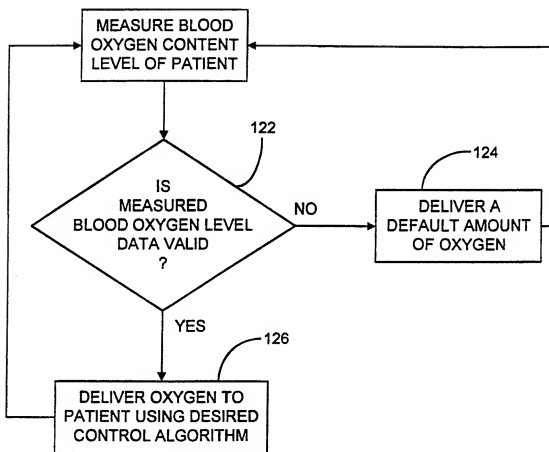 MEASURE BLOOD
OXYGEN CONTENT
LEVEL OF PATIENT
122
IS
MEASURED
BLOOD OXYGEN LEVEL
DATA VALID
?
NO
124
DELIVER A
DEFAULT AMOUNT
OF OXYGEN
YES
126
DELIVER OXYGEN TO
PATIENT USING DESIRED
CONTROL ALGORITHM